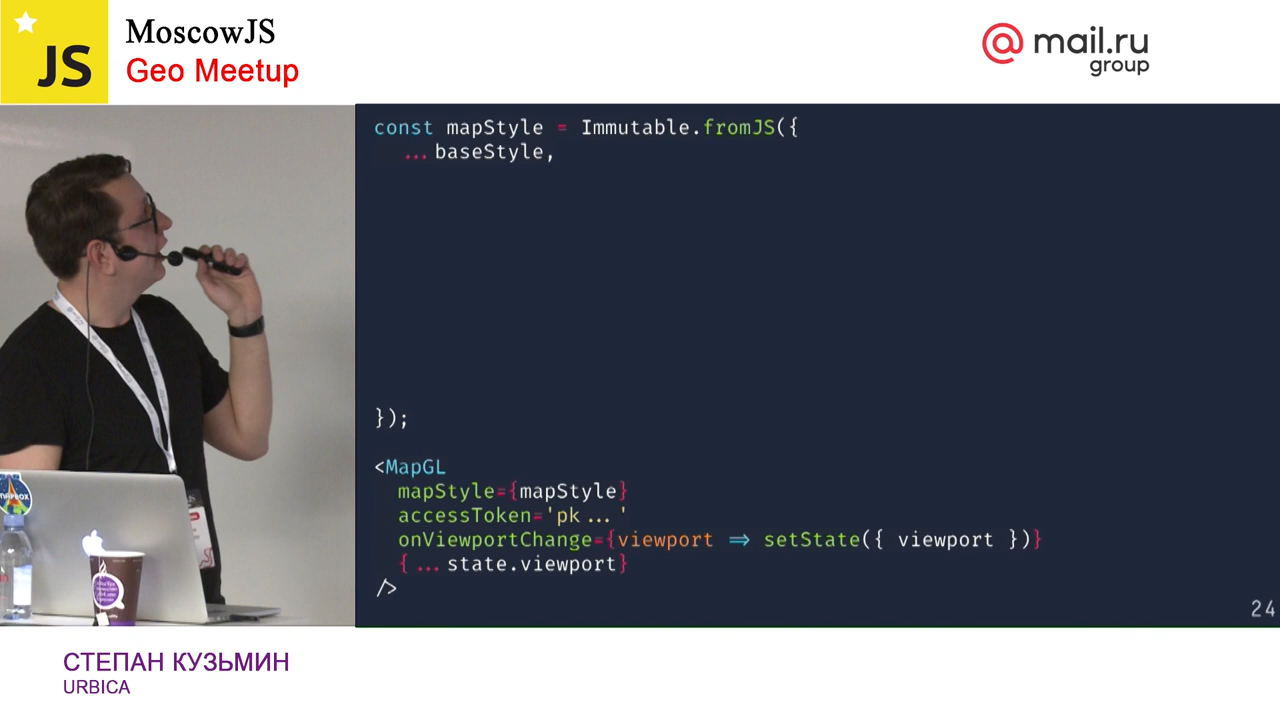 JS
MoscowJS
Geo Meetup
@mail.ru
group
const mapStyle = Immutable.fromJS({
...baseStyle,
});
<MapGL
mapStyle={mapStyle}
accessToken='pk...'
onViewportChange={viewport => setState({ viewport })}
{...state.viewport}
/>
24
MAPBOX
СТЕПАН КУЗЬМИН
URBICA